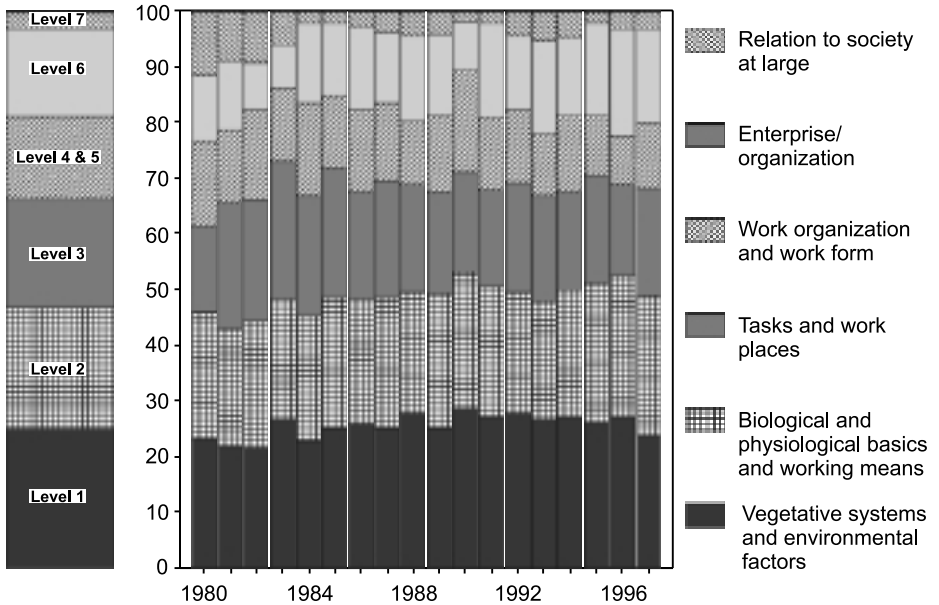 Level 7
Level 6
Level 4 & 5
Level 3
Level 2
Level 1
100
90
80
70
60
50
40
30
20
10
0
1980
1984
1988
1992
1996
Relation to society
at large
Enterprise/
organization
Work organization
and work form
Tasks and work
places
Biological and
physiological basics
and working means
Vegetative systems
and environmental
factors